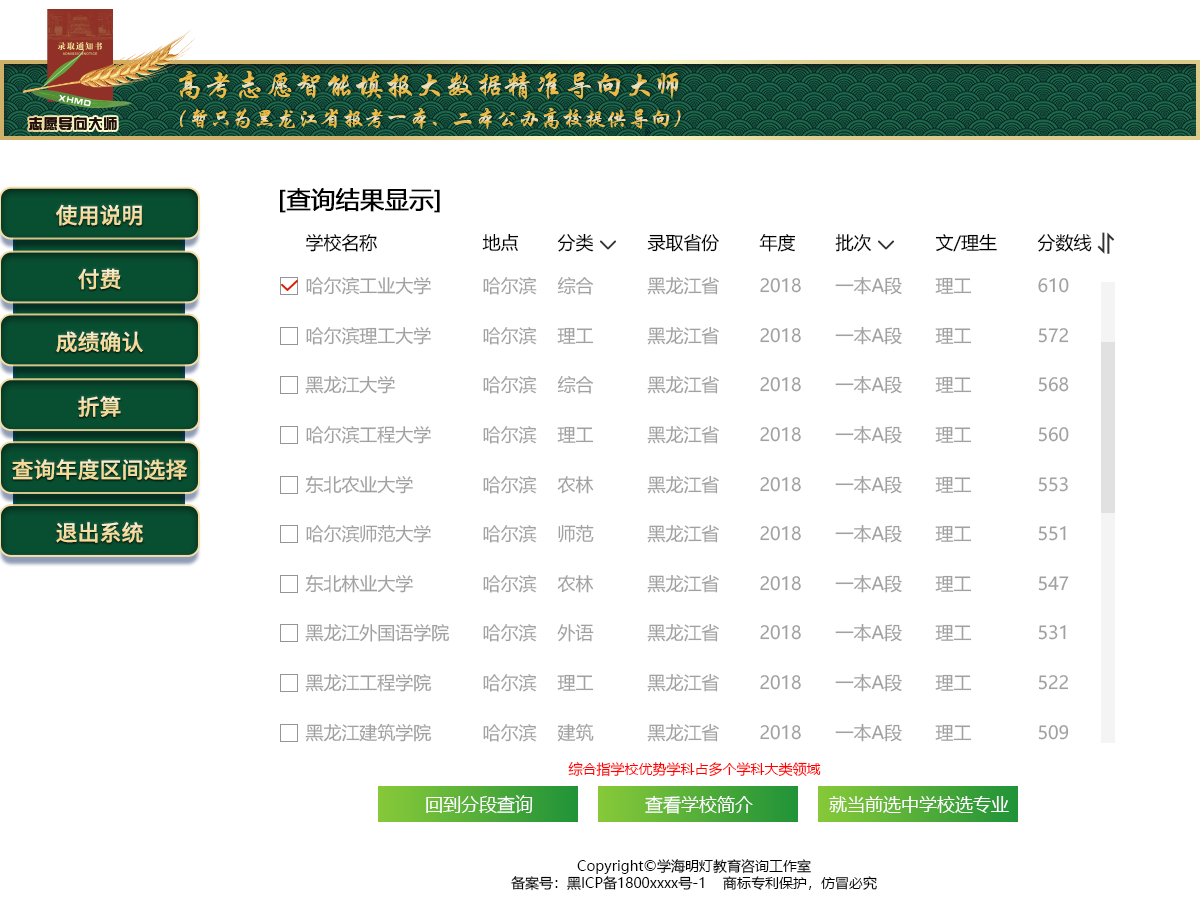 录取通知书
ADMISSION NOTICE
XHMD
志愿导向大师
高考志愿智能填报大数据精准导向大师
(暂只为黑龙江省报考一本、二本公办高校提供导向)
使用说明
付费
成绩确认
折算
查询年度区间选择
退出系统
[查询结果显示]
学校名称 地点 分类 录取省份 年度 批次 文/理生 分数线
哈尔滨工业大学 哈尔滨 综合 黑龙江省 2018 一本A段 理工 610
哈尔滨理工大学 哈尔滨 理工 黑龙江省 2018 一本A段 理工 572
黑龙江大学 哈尔滨 综合 黑龙江省 2018 一本A段 理工 568
哈尔滨工程大学 哈尔滨 理工 黑龙江省 2018 一本A段 理工 560
东北农业大学 哈尔滨 农林 黑龙江省 2018 一本A段 理工 553
哈尔滨师范大学 哈尔滨 师范 黑龙江省 2018 一本A段 理工 551
东北林业大学 哈尔滨 农林 黑龙江省 2018 一本A段 理工 547
黑龙江外国语学院 哈尔滨 外语 黑龙江省 2018 一本A段 理工 531
黑龙江工程学院 哈尔滨 理工 黑龙江省 2018 一本A段 理工 522
黑龙江建筑学院 哈尔滨 建筑 黑龙江省 2018 一本A段 理工 509
综合指学校优势学科占多个学科大类领域
回到分段查询 查看学校简介 就当前选中学校选专业
Copyright©学海明灯教育咨询工作室
备案号：黑ICP备1800xxxx号-1 商标专利保护，仿冒必究